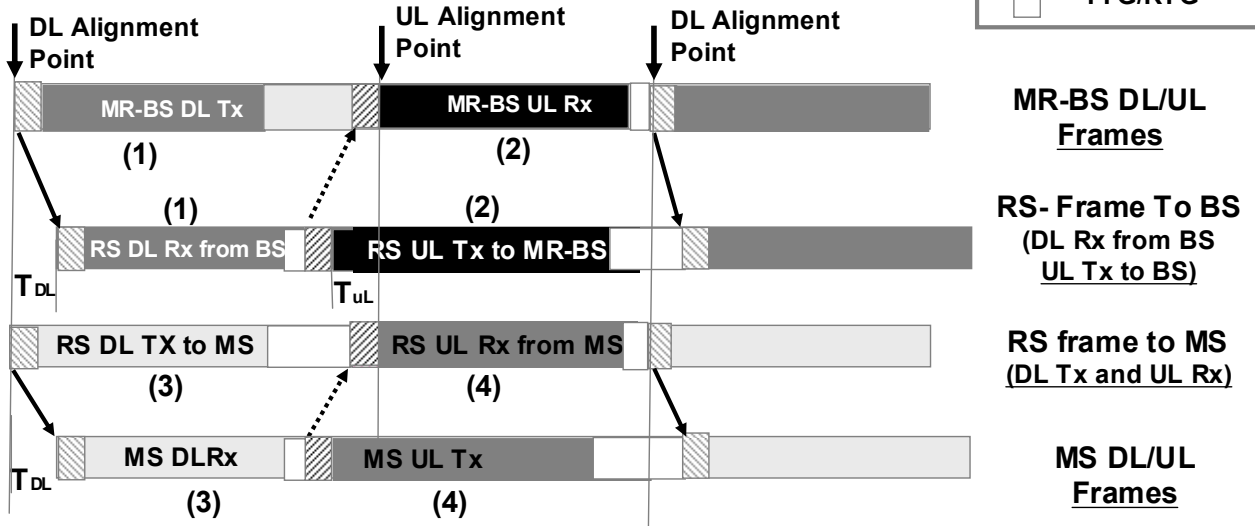 DL Alignment
Point
UL Alignment
Point
DL Alignment
Point
MR-BS DL Tx
MR-BS UL Rx
MR-BS DL/UL
Frames
(1)
(2)
(1)
(2)
RS DL Rx from BS
RS UL Tx to MR-BS
RS- Frame To BS
(DL Rx from BS
UL Tx to BS)
TDL
TuL
RS DL TX to MS
RS UL Rx from MS
RS frame to MS
(DL Tx and UL Rx)
(3)
(4)
MS DLRx
MS UL Tx
MS DL/UL
Frames
TDL
(3)
(4)